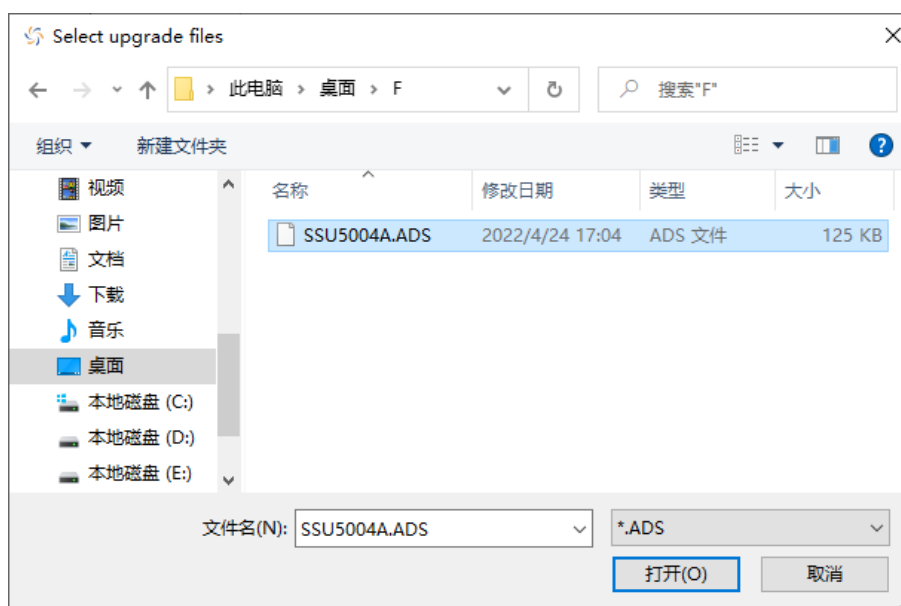 Select upgrade files
此电脑 › 桌面 › F
搜索"F"
组织
新建文件夹
名称 修改日期 类型 大小
SSU5004A.ADS 2022/4/24 17:04 ADS 文件 125 KB
视频
图片
文档
下载
音乐
桌面
本地磁盘 (C:)
本地磁盘 (D:)
本地磁盘 (E:)
文件名(N): SSU5004A.ADS
*.ADS
打开(O)
取消